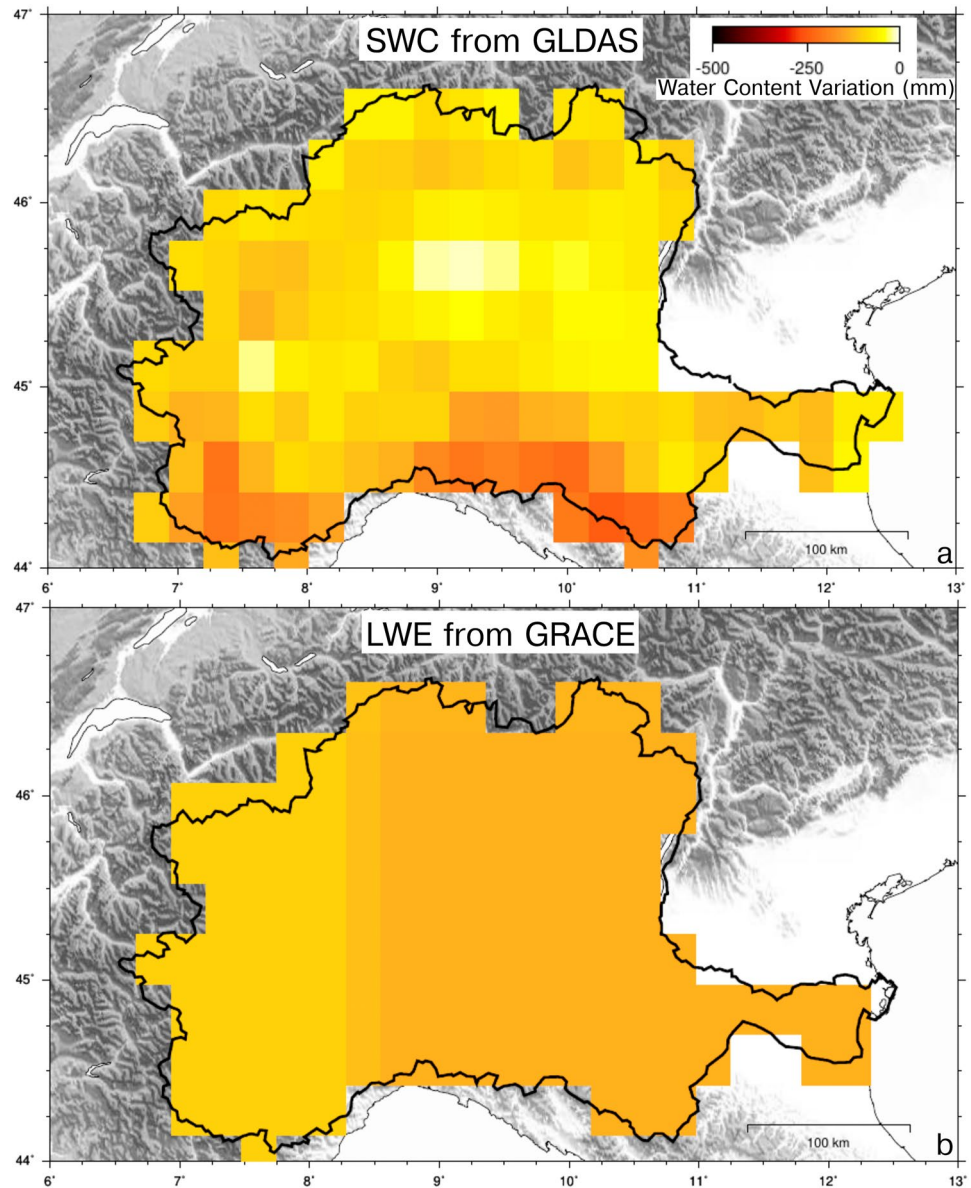 47˚
SWC from GLDAS
-500 -250 0
Water Content Variation (mm)
46˚
45˚
100 km
a
44˚
6˚ 7˚ 8˚ 9˚ 10˚ 11˚ 12˚ 13˚
47˚
LWE from GRACE
46˚
45˚
100 km
b
44˚
6˚ 7˚ 8˚ 9˚ 10˚ 11˚ 12˚ 13˚